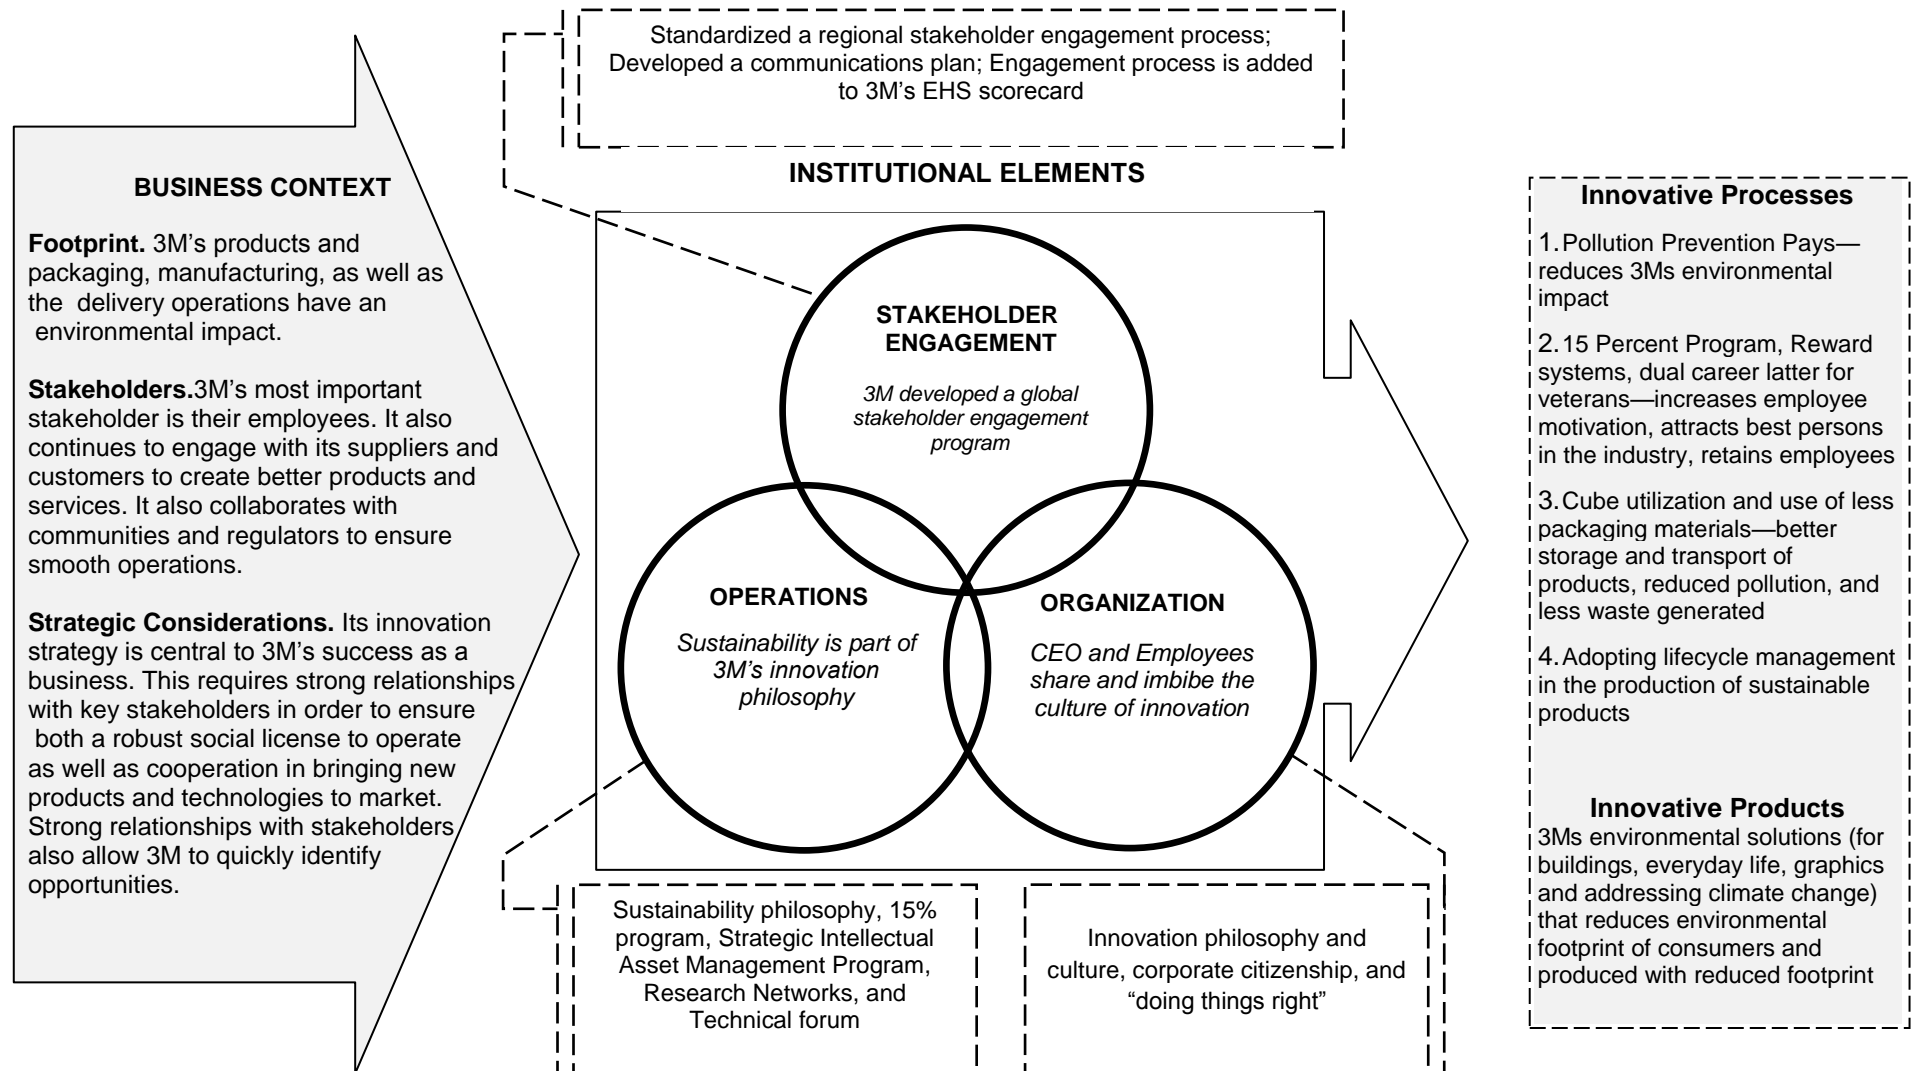 Standardized a regional stakeholder engagement process;
Developed a communications plan; Engagement process is added
to 3M’s EHS scorecard
BUSINESS CONTEXT
Footprint. 3M’s products and
packaging, manufacturing, as well as
the delivery operations have an
environmental impact.
Stakeholders.3M’s most important
stakeholder is their employees. It also
continues to engage with its suppliers and
customers to create better products and
services. It also collaborates with
communities and regulators to ensure
smooth operations.
Strategic Considerations. Its innovation
strategy is central to 3M’s success as a
business. This requires strong relationships
with key stakeholders in order to ensure
both a robust social license to operate
as well as cooperation in bringing new
products and technologies to market.
Strong relationships with stakeholders
also allow 3M to quickly identify
opportunities.
INSTITUTIONAL ELEMENTS
STAKEHOLDER
ENGAGEMENT
3M developed a global
stakeholder engagement
program
OPERATIONS
Sustainability is part of
3M’s innovation
philosophy
ORGANIZATION
CEO and Employees
share and imbibe the
culture of innovation
Sustainability philosophy, 15%
program, Strategic Intellectual
Asset Management Program,
Research Networks, and
Technical forum
Innovation philosophy and
culture, corporate citizenship, and
“doing things right”
Innovative Processes
1.Pollution Prevention Pays—
reduces 3Ms environmental
impact
2.15 Percent Program, Reward
systems, dual career latter for
veterans—increases employee
motivation, attracts best persons
in the industry, retains employees
3.Cube utilization and use of less
packaging materials—better
storage and transport of
products, reduced pollution, and
less waste generated
4.Adopting lifecycle management
in the production of sustainable
products
Innovative Products
3Ms environmental solutions (for
buildings, everyday life, graphics
and addressing climate change)
that reduces environmental
footprint of consumers and
produced with reduced footprint